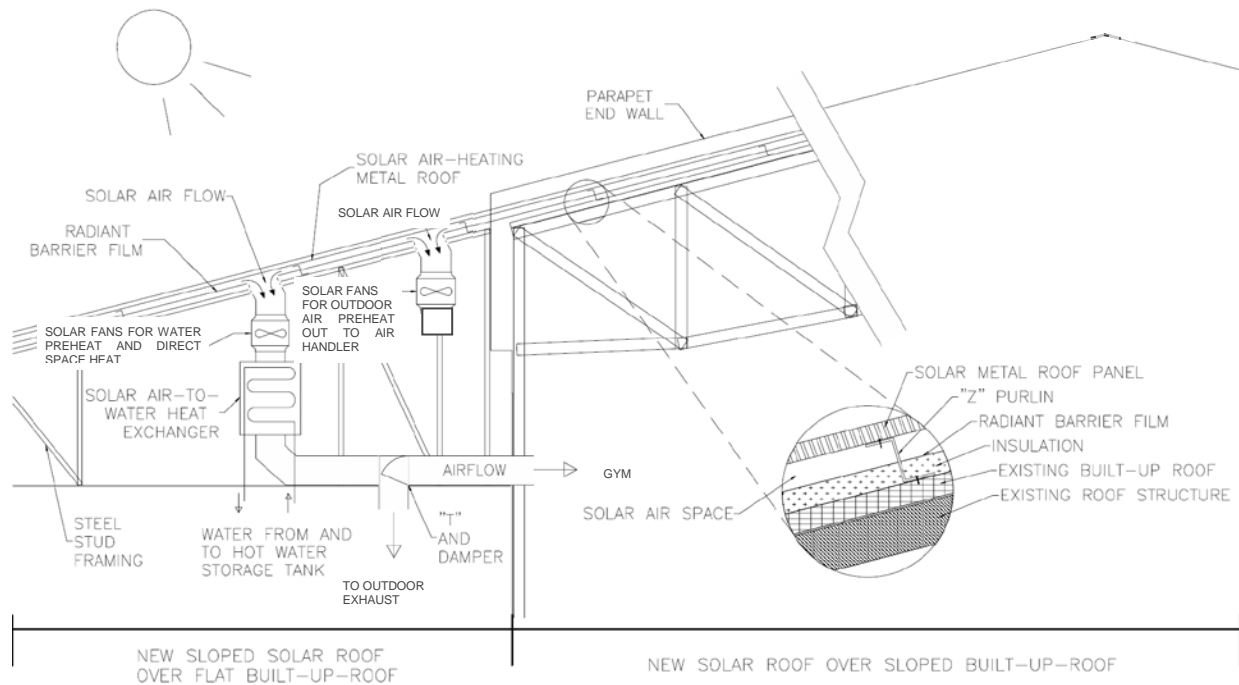 PARAPET
END WALL
SOLAR AIR-HEATING
METAL ROOF
SOLAR AIR FLOW
SOLAR AIR FLOW
RADIANT
BARRIER FILM
SOLAR FANS
FOR OUTDOOR
AIR PREHEAT
OUT TO AIR
HANDLER
SOLAR FANS FOR WATER
PREHEAT AND DIRECT
SPACE HEAT
SOLAR AIR-TO-
WATER HEAT
EXCHANGER
SOLAR METAL ROOF PANEL
"Z" PURLIN
RADIANT BARRIER FILM
INSULATION
EXISTING BUILT-UP ROOF
EXISTING ROOF STRUCTURE
SOLAR AIR SPACE
AIRFLOW
GYM
STEEL
STUD
FRAMING
WATER FROM AND
TO HOT WATER
STORAGE TANK
"T"
AND
DAMPER
TO OUTDOOR
EXHAUST
NEW SLOPED SOLAR ROOF
OVER FLAT BUILT-UP-ROOF
NEW SOLAR ROOF OVER SLOPED BUILT-UP-ROOF